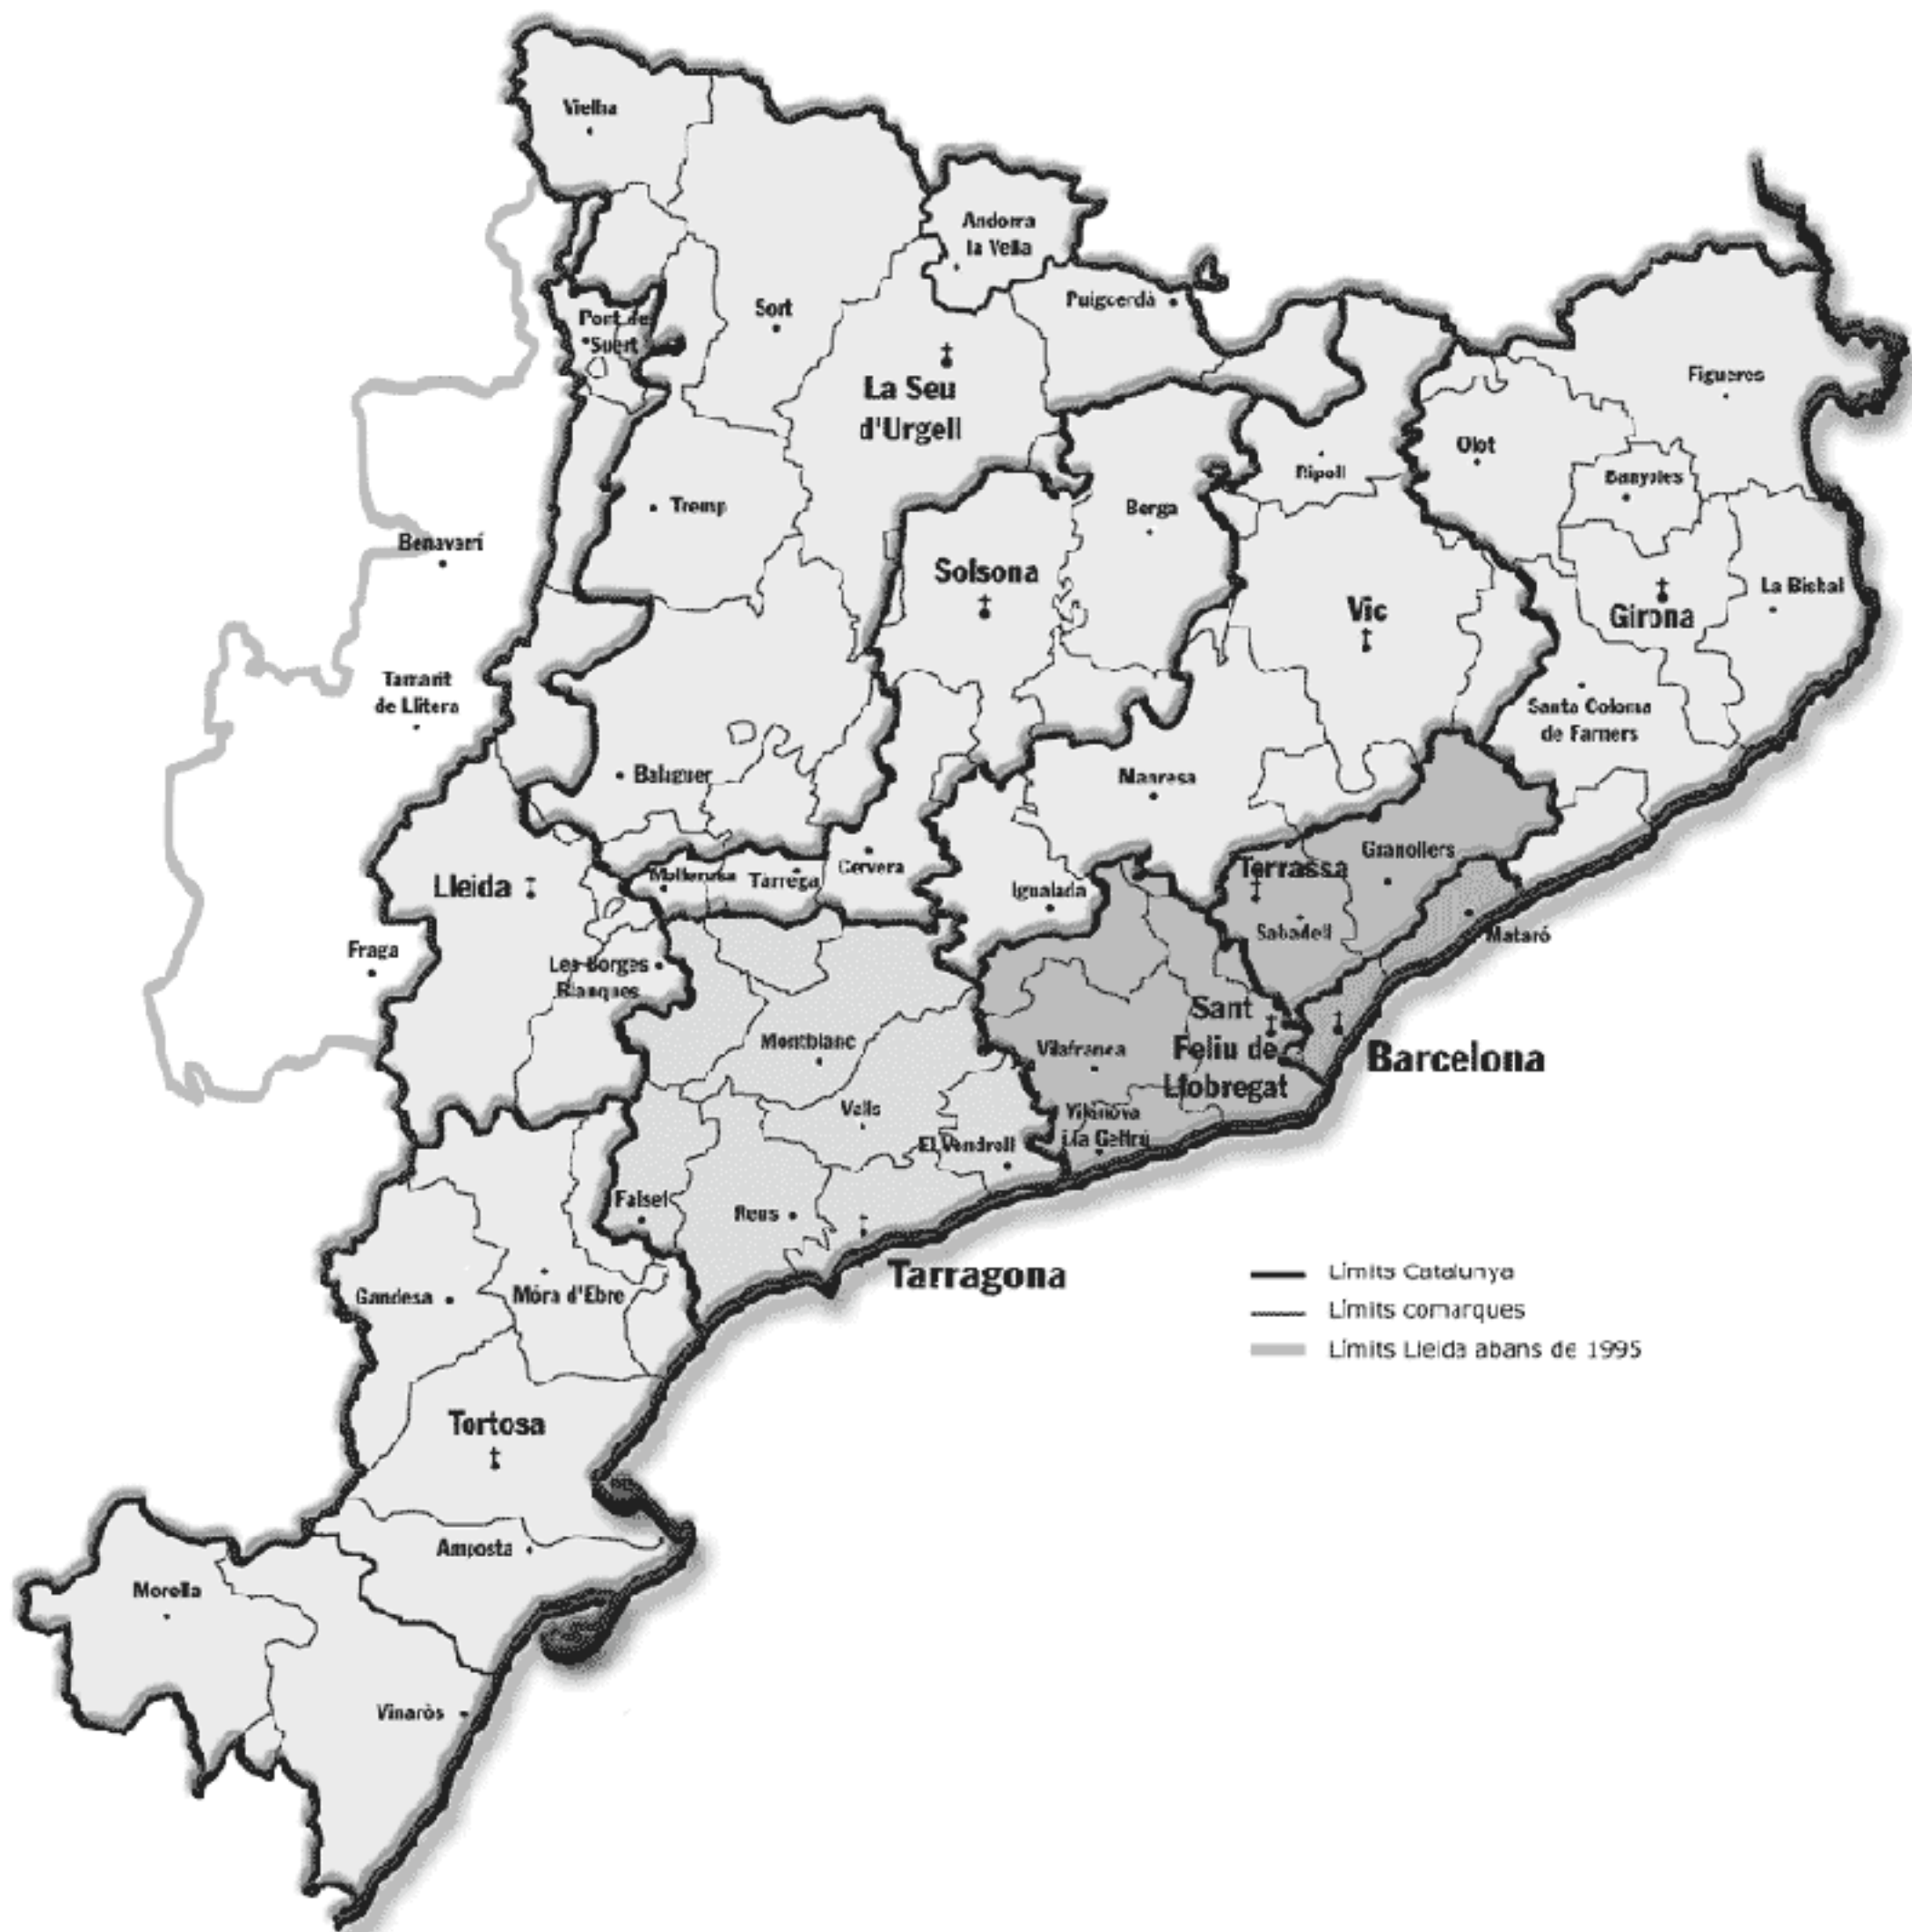 Vielha
Andorra
la Vella
Puigcerdà
Sort
Pont de
Suert
La Seu
d'Urgell
Figueres
Olot
Ripoll
Banyoles
Tremp
Berga
Benavarri
Solsona
Vic
Girona
La Bisbal
Tamarit
de Llitera
Santa Coloma
de Farners
Balaguer
Manresa
Granollers
Terrassa
Cervera
Mollerussa
Tàrrega
Lleida
Igualada
Sabadell
Mataró
Fraga
Les Borges
Blanques
Sant
Feliu de
Llobregat
Montblanc
Vilafranca
Barcelona
Valls
Vilanova
i la Geltrú
El Vendrell
Falset
Reus
Tarragona
Gandesa
Móra d'Ebre
Límits Catalunya
Límits comarques
Límits Lleida abans de 1995
Tortosa
Amposta
Morella
Vinaròs